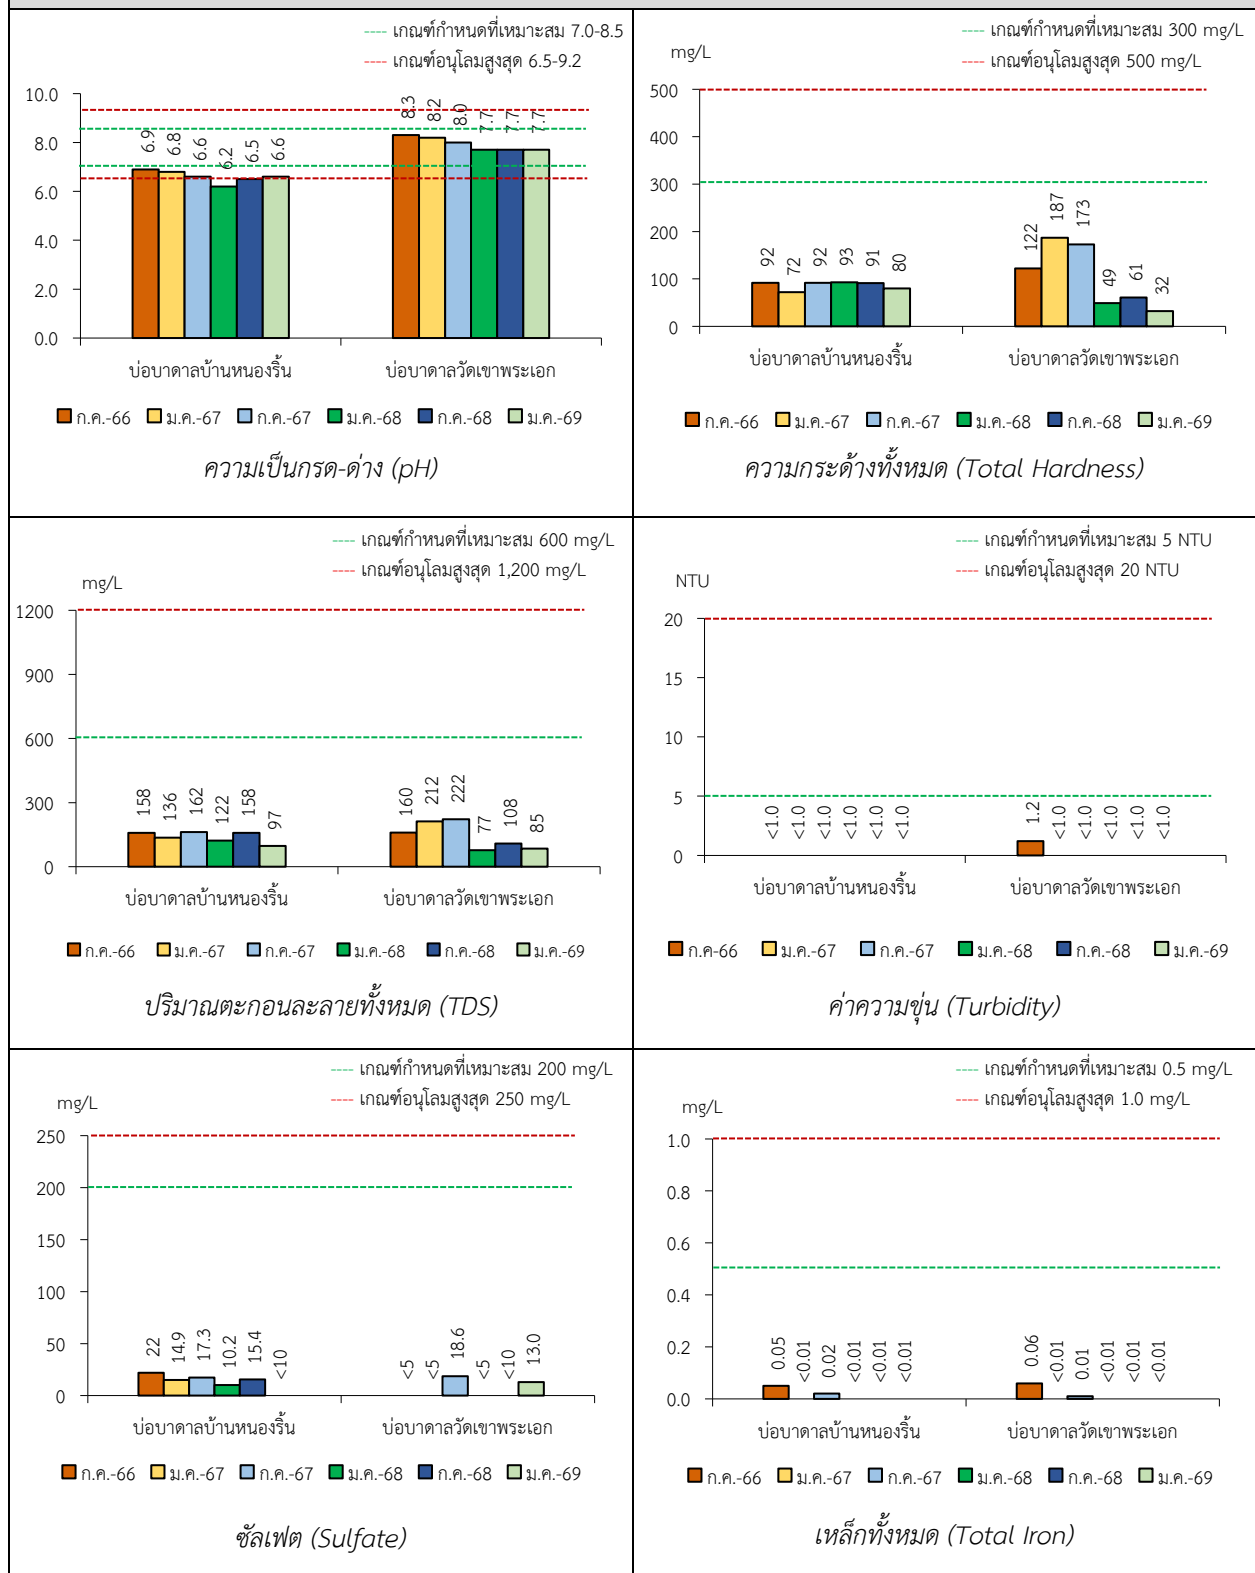 ---- เกณฑ์กำหนดที่เหมาะสม 7.0-8.5
---- เกณฑ์อนุโลมสูงสุด 6.5-9.2
10.0
8.0
6.0
4.0
2.0
0.0
6.9
6.8
6.6
6.2
6.5
6.6
8.3
8.2
8.0
7.7
7.7
7.7
บ่อบาดาลบ้านหนองริ้น
บ่อบาดาลวัดเขาพระเอก
ก.ค.-66 ม.ค.-67 ก.ค.-67 ม.ค.-68 ก.ค.-68 ม.ค.-69
ความเป็นกรด-ด่าง (pH)
---- เกณฑ์กำหนดที่เหมาะสม 300 mg/L
---- เกณฑ์อนุโลมสูงสุด 500 mg/L
mg/L
500
400
300
200
100
0
92
72
92
93
91
80
122
187
173
49
61
32
บ่อบาดาลบ้านหนองริ้น
บ่อบาดาลวัดเขาพระเอก
ก.ค.-66 ม.ค.-67 ก.ค.-67 ม.ค.-68 ก.ค.-68 ม.ค.-69
ความกระด้างทั้งหมด (Total Hardness)
---- เกณฑ์กำหนดที่เหมาะสม 600 mg/L
---- เกณฑ์อนุโลมสูงสุด 1,200 mg/L
mg/L
1200
900
600
300
0
158
136
162
122
158
97
160
212
222
77
108
85
บ่อบาดาลบ้านหนองริ้น
บ่อบาดาลวัดเขาพระเอก
ก.ค.-66 ม.ค.-67 ก.ค.-67 ม.ค.-68 ก.ค.-68 ม.ค.-69
ปริมาณตะกอนละลายทั้งหมด (TDS)
---- เกณฑ์กำหนดที่เหมาะสม 5 NTU
---- เกณฑ์อนุโลมสูงสุด 20 NTU
NTU
20
15
10
5
0
<1.0
<1.0
<1.0
<1.0
<1.0
<1.0
1.2
<1.0
<1.0
<1.0
<1.0
<1.0
บ่อบาดาลบ้านหนองริ้น
บ่อบาดาลวัดเขาพระเอก
ก.ค-66 ม.ค.-67 ก.ค.-67 ม.ค.-68 ก.ค.-68 ม.ค.-69
ค่าความขุ่น (Turbidity)
---- เกณฑ์กำหนดที่เหมาะสม 200 mg/L
---- เกณฑ์อนุโลมสูงสุด 250 mg/L
mg/L
250
200
150
100
50
0
22
14.9
17.3
10.2
15.4
<10
<5
<5
18.6
<5
<10
13.0
บ่อบาดาลบ้านหนองริ้น
บ่อบาดาลวัดเขาพระเอก
ก.ค.-66 ม.ค.-67 ก.ค.-67 ม.ค.-68 ก.ค.-68 ม.ค.-69
ซัลเฟต (Sulfate)
---- เกณฑ์กำหนดที่เหมาะสม 0.5 mg/L
---- เกณฑ์อนุโลมสูงสุด 1.0 mg/L
mg/L
1.0
0.8
0.6
0.4
0.2
0.0
0.05
<0.01
0.02
<0.01
<0.01
<0.01
0.06
<0.01
0.01
<0.01
<0.01
<0.01
บ่อบาดาลบ้านหนองริ้น
บ่อบาดาลวัดเขาพระเอก
ก.ค.-66 ม.ค.-67 ก.ค.-67 ม.ค.-68 ก.ค.-68 ม.ค.-69
เหล็กทั้งหมด (Total Iron)